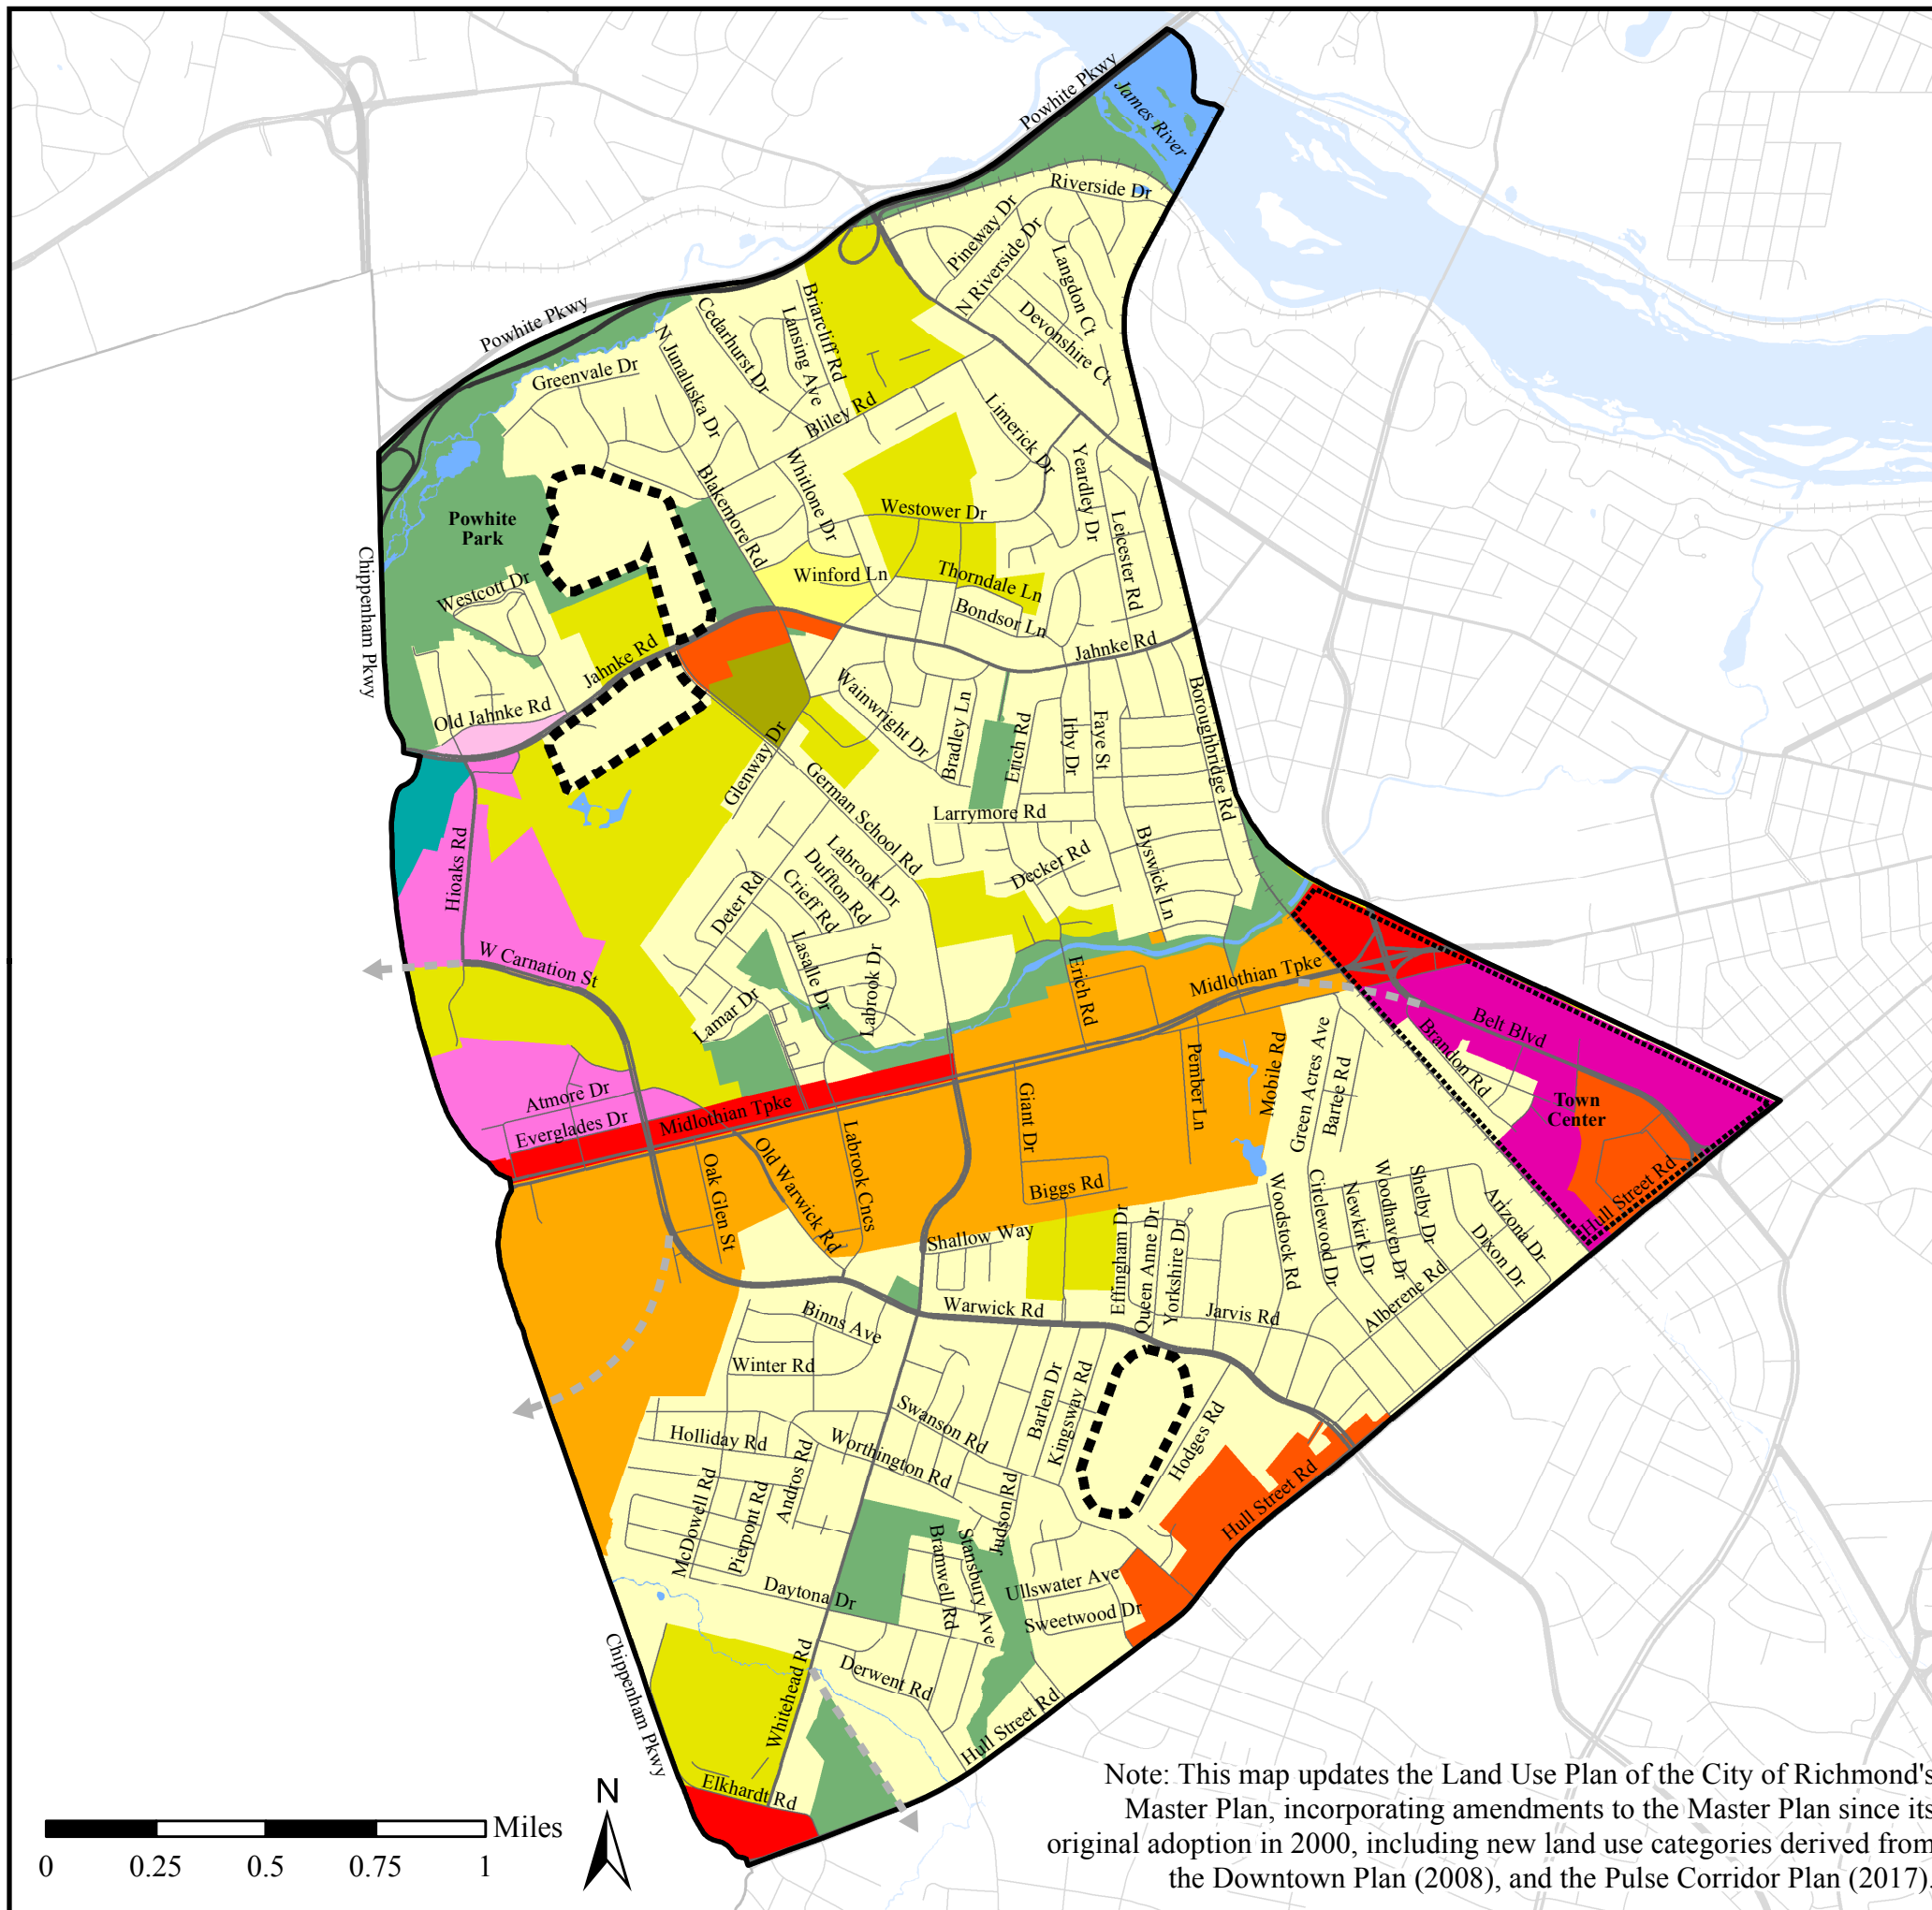 Powhite Pkwy
James River
Riverside Dr
Pineway Dr
N Riverside Dr
Langdon Ct
Devonshire Ct
Powhite Pkwy
Cedarhurst Dr
Lansing Ave
Briarcliff Rd
N Junaluska Dr
Greenvale Dr
Bliley Rd
Limerick Dr
Yeardley Dr
Leicester Rd
Blakemore Rd
Whitlone Dr
Westower Dr
Powhite
Park
Winford Ln
Thorndale Ln
Bondsor Ln
Westcott Dr
Chippenham Pkwy
Jahnke Rd
Jahnke Rd
Old Jahnke Rd
Wainwright Dr
Bradley Ln
Erich Rd
Irby Dr
Faye St
Boroughbridge Rd
Glenway Dr
German School Rd
Larrymore Rd
Hioaks Rd
Labrook Dr
Duffton Rd
Crieff Rd
Deter Rd
Decker Rd
Byswick Ln
Lasalle Dr
Labrook Dr
W Carnation St
Lamar Dr
Erich Rd
Midlothian Tpke
Belt Blvd
Brandon Rd
Town
Center
Hull Street Rd
Mobile Rd
Green Acres Ave
Bartee Rd
Pember Ln
Giant Dr
Atmore Dr
Everglades Dr
Midlothian Tpke
Oak Glen St
Old Warwick Rd
Labrook Cncs
Biggs Rd
Shallow Way
Effingham Dr
Queen Anne Dr
Yorkshire Dr
Woodstock Rd
Circlewood Dr
Newkirk Dr
Woodhaven Dr
Shelby Dr
Arizona Dr
Dixon Dr
Alberene Rd
Jarvis Rd
Warwick Rd
Binns Ave
Winter Rd
Barlen Dr
Kingsway Rd
Hodges Rd
Swanson Rd
Holliday Rd
Worthington Rd
Andros Rd
McDowell Rd
Pierpont Rd
Judson Rd
Hull Street Rd
Bramwell Rd
Stansbury Ave
Ullswater Ave
Sweetwood Dr
Daytona Dr
Derwent Rd
Whitehead Rd
Chippenham Pkwy
Hull Street Rd
Elkhardt Rd
N
Miles
0 0.25 0.5 0.75 1
Note: This map updates the Land Use Plan of the City of Richmond's
Master Plan, incorporating amendments to the Master Plan since its
original adoption in 2000, including new land use categories derived from
the Downtown Plan (2008), and the Pulse Corridor Plan (2017).